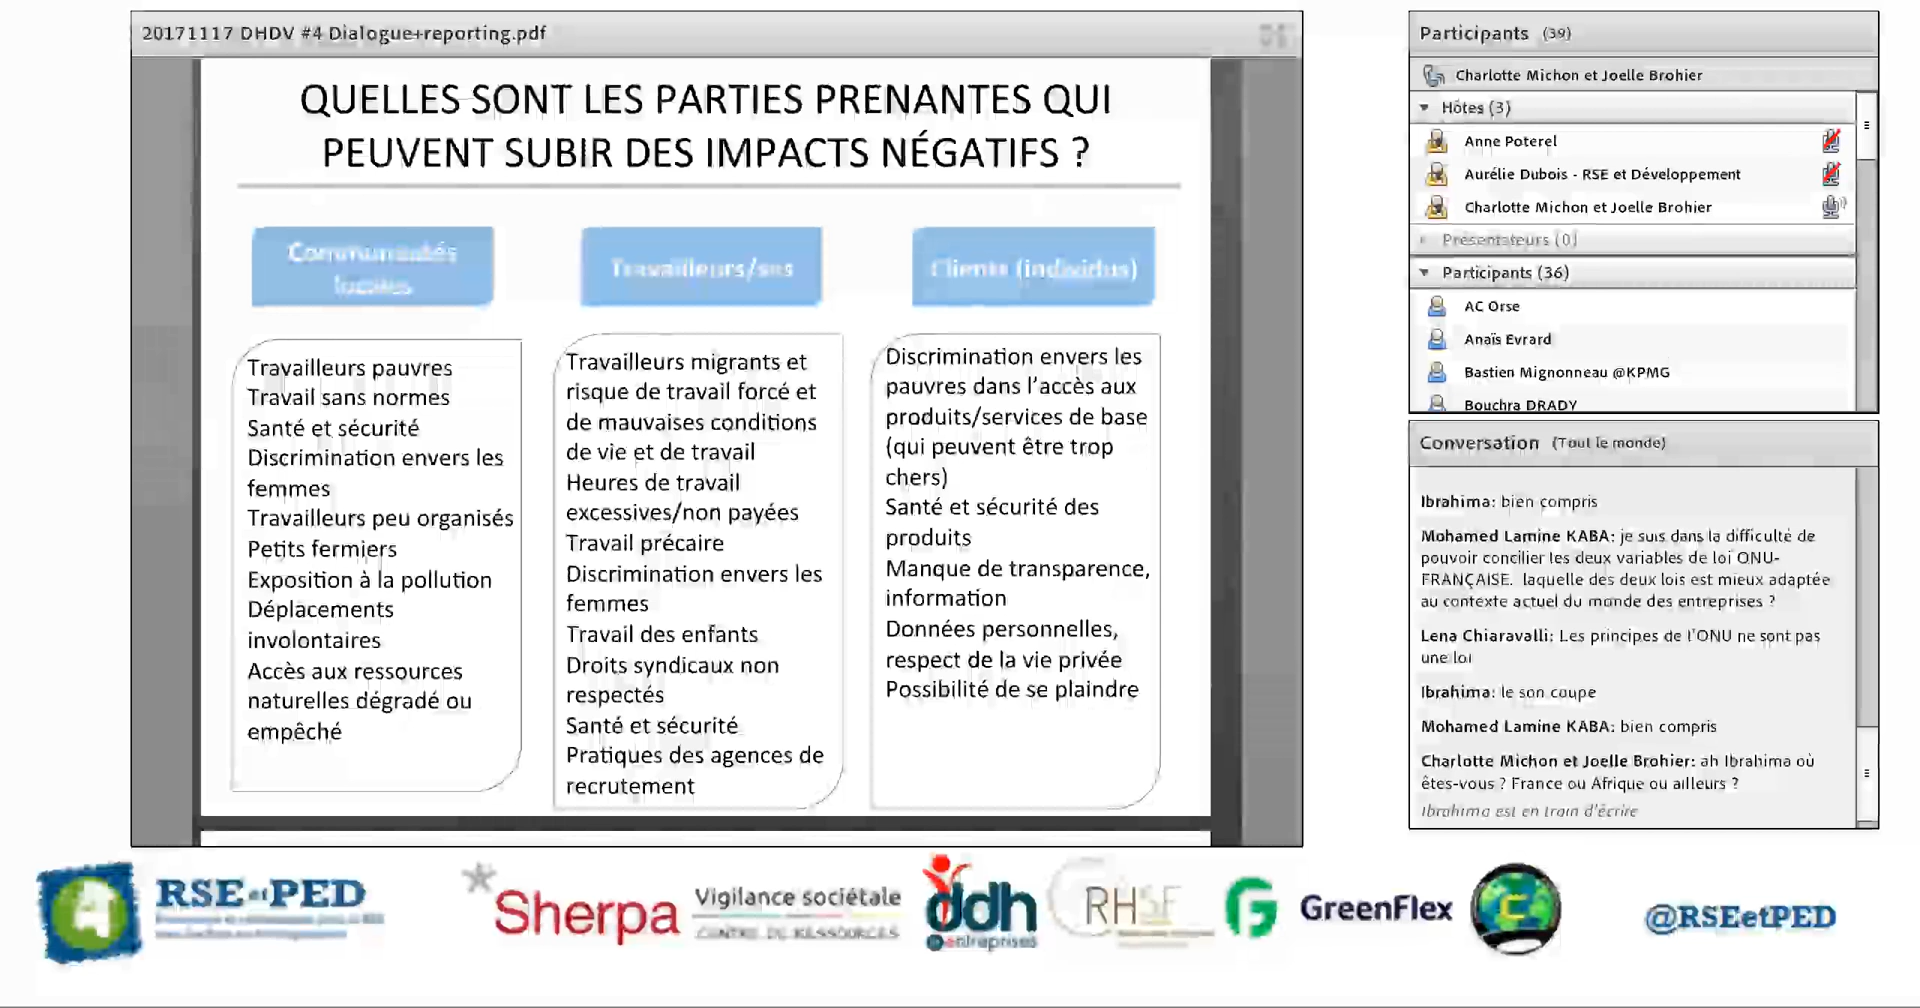 20171117 DHDV #4 Dialogue+reporting.pdf
QUELLES SONT LES PARTIES PRENANTES QUI
PEUVENT SUBIR DES IMPACTS NÉGATIFS ?
Communautés
locales
Travailleurs pauvres
Travail sans normes
Santé et sécurité
Discrimination envers les
femmes
Travailleurs peu organisés
Petits fermiers
Exposition à la pollution
Déplacements
involontaires
Accès aux ressources
naturelles dégradé ou
empêché
Travailleurs/ses
Travailleurs migrants et
risque de travail forcé et
de mauvaises conditions
de vie et de travail
Heures de travail
excessives/non payées
Travail précaire
Discrimination envers les
femmes
Travail des enfants
Droits syndicaux non
respectés
Santé et sécurité
Pratiques des agences de
recrutement
Clients (individus)
Discrimination envers les
pauvres dans l'accès aux
produits/services de base
(qui peuvent être trop
chers)
Santé et sécurité des
produits
Manque de transparence,
information
Données personnelles,
respect de la vie privée
Possibilité de se plaindre
Participants (39)
Charlotte Michon et Joelle Brohier
Hôtes (3)
Anne Poterel
Aurélie Dubois - RSE et Développement
Charlotte Michon et Joelle Brohier
Présentateurs (0)
Participants (36)
AC Orse
Anaïs Evrard
Bastien Mignonneau @KPMG
Bouchra DRADY
Conversation (Tout le monde)
Ibrahima: bien compris
Mohamed Lamine KABA: je suis dans la difficulté de
pouvoir concilier les deux variables de loi ONU-
FRANÇAISE. laquelle des deux lois est mieux adaptée
au contexte actuel du monde des entreprises ?
Lena Chiaravalli: Les principes de l'ONU ne sont pas
une loi
Ibrahima: le son coupe
Mohamed Lamine KABA: bien compris
Charlotte Michon et Joelle Brohier: ah Ibrahima où
êtes-vous ? France ou Afrique ou ailleurs ?
Ibrahima est en train d'écrire
RSE et PED
Sherpa
Vigilance sociétale
CENTRE DE RESSOURCES
ddh
entreprises
RHSF
GreenFlex
@RSEetPED